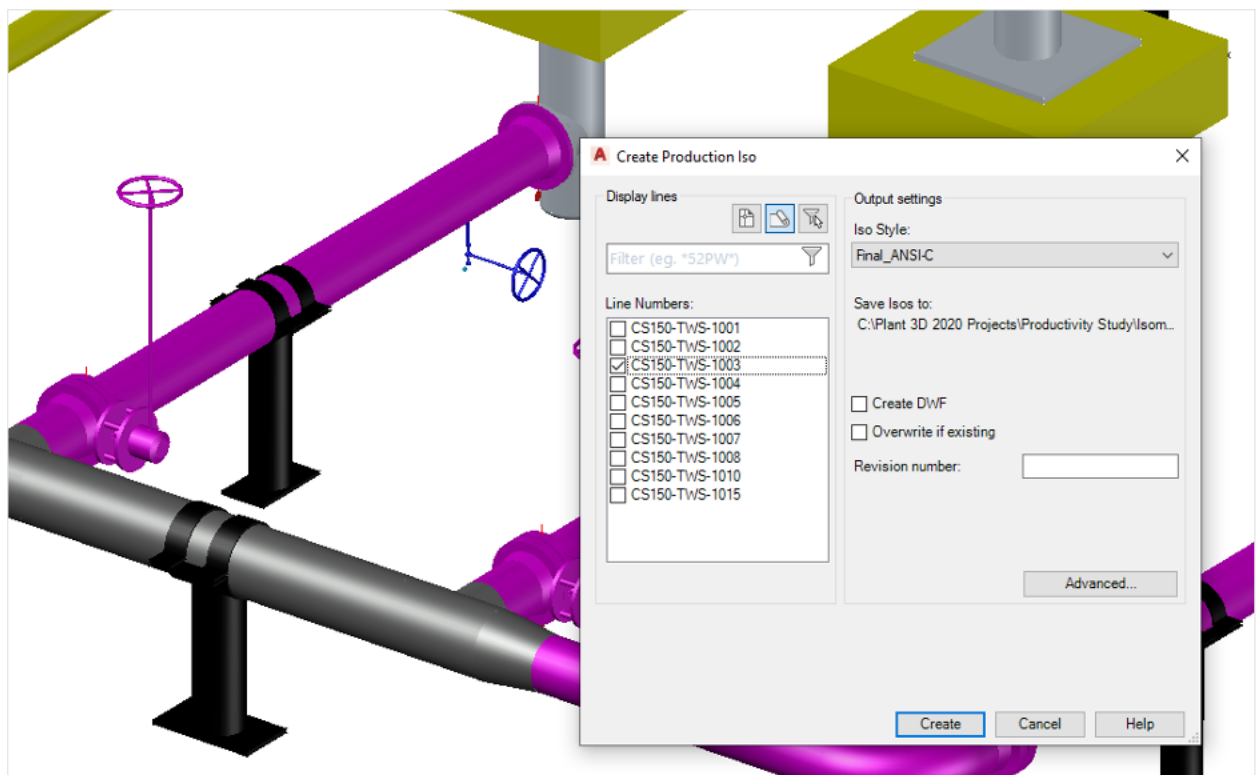 Create Production Iso
Display lines
Filter (eg. *52PW*)
Line Numbers:
CS150-TWS-1001
CS150-TWS-1002
CS150-TWS-1003
CS150-TWS-1004
CS150-TWS-1005
CS150-TWS-1006
CS150-TWS-1007
CS150-TWS-1008
CS150-TWS-1010
CS150-TWS-1015
Output settings
Iso Style:
Final_ANSI-C
Save Isos to:
C:\Plant 3D 2020 Projects\Productivity Study\Isom...
Create DWF
Overwrite if existing
Revision number:
Advanced...
Create
Cancel
Help